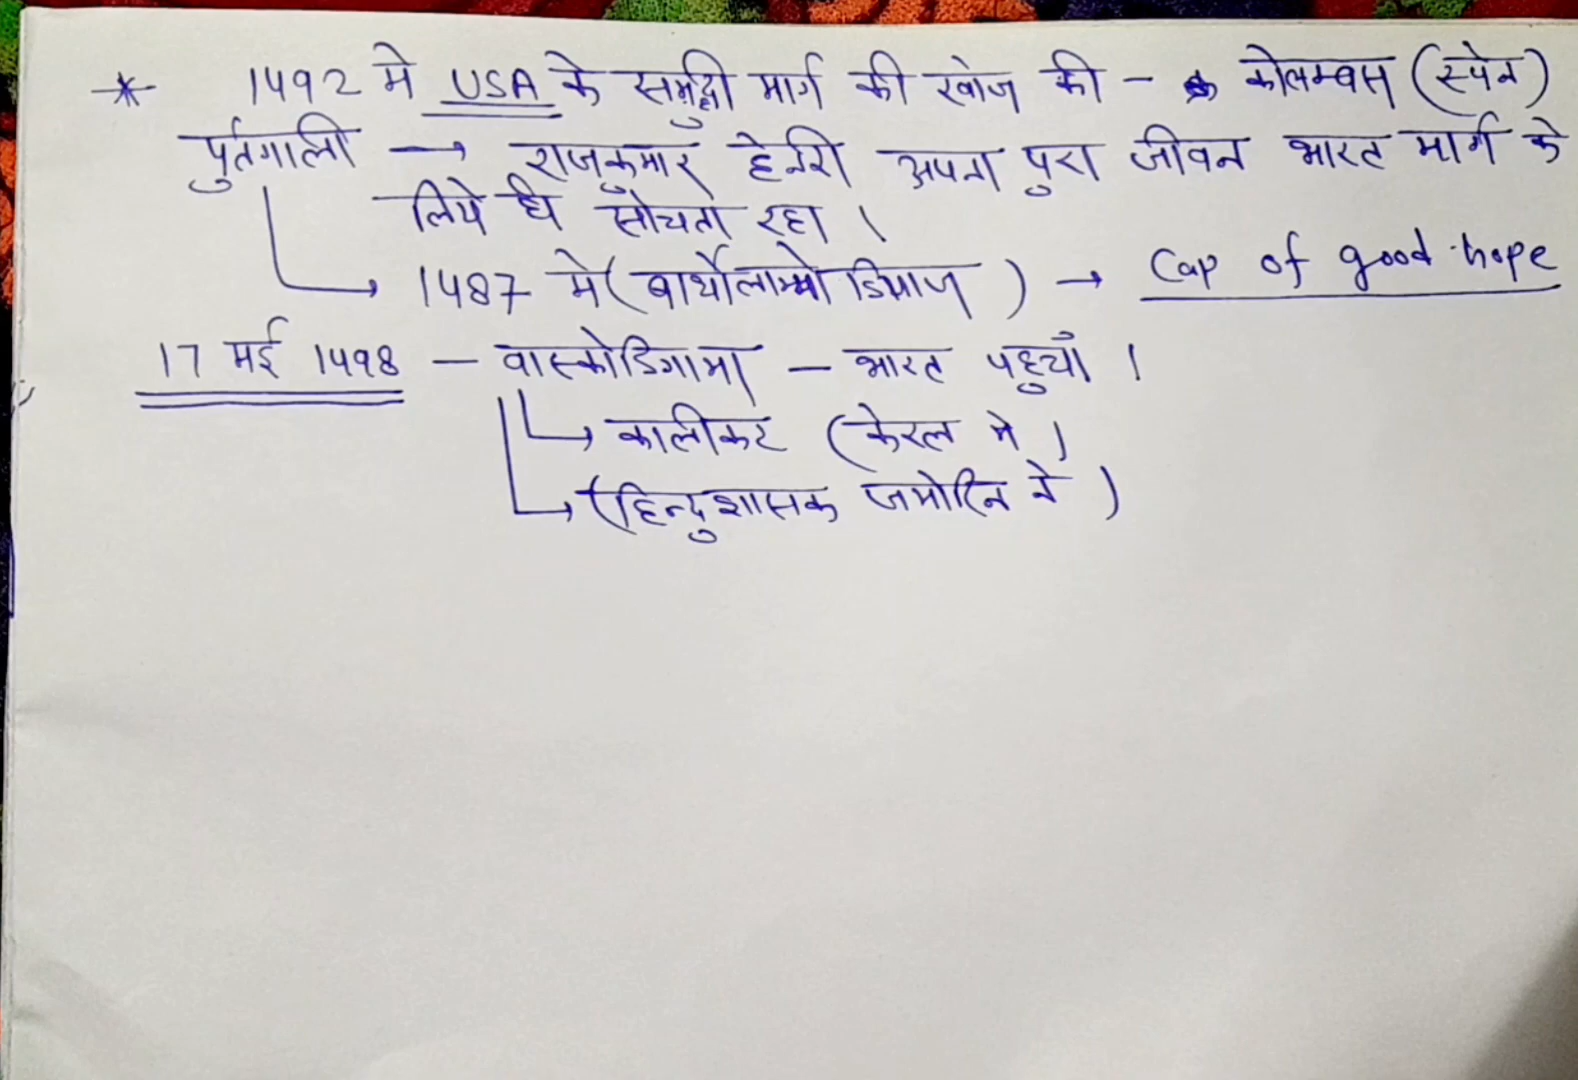 * 1492 मे USA के समुद्री मार्ग की खोज की - कोलम्बस (स्पेन)
पुर्तगाली → राजकुमार हेनरी अपना पुरा जीवन भारत मार्ग के
लिये ही सोचता रहा ।
1487 मे (बार्थोलाम्यो डियाज) → Cap of good hope
17 मई 1498 - वास्कोडिगामा - भारत पहुचाँ ।
कालीकट (केरल मे)
(हिन्दु शासक जमोरिन ने)